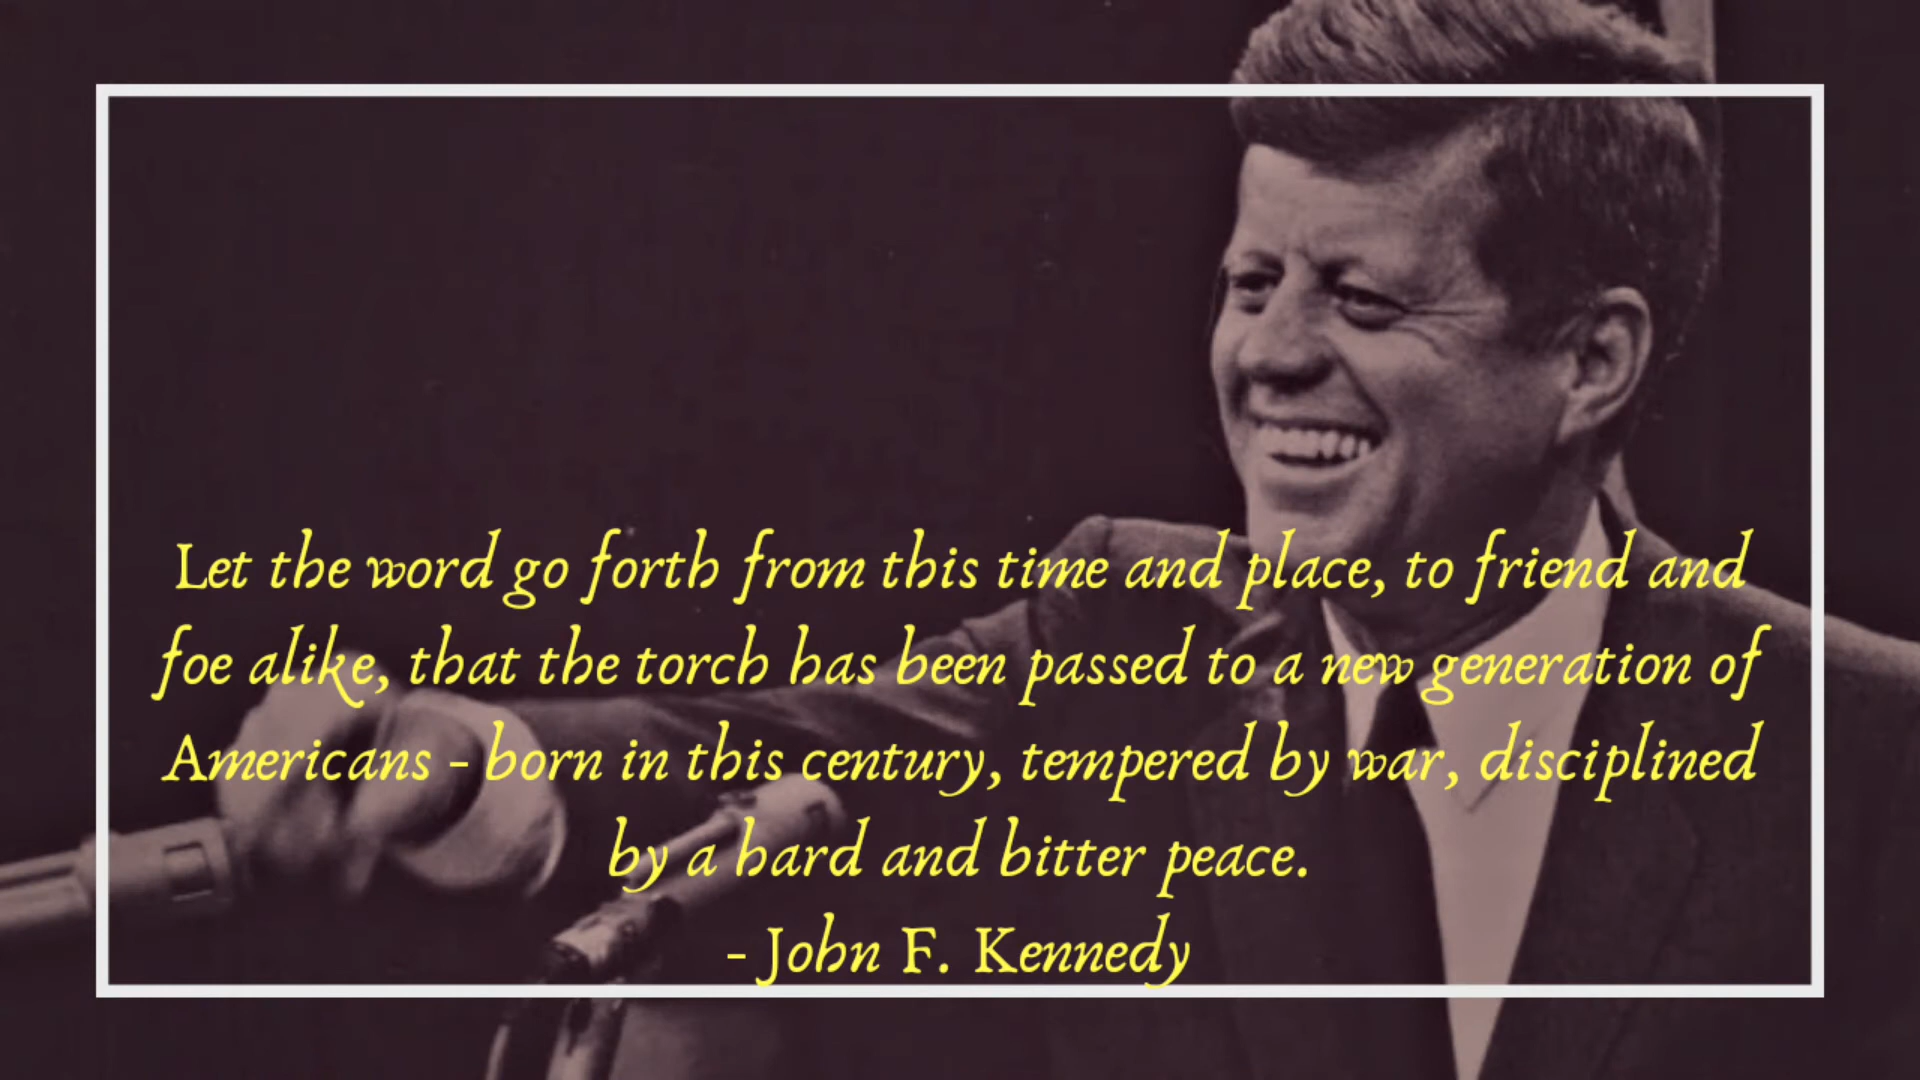 Let the word go forth from this time and place, to friend and
foe alike, that the torch has been passed to a new generation of
Americans - born in this century, tempered by war, disciplined
by a hard and bitter peace.
- John F. Kennedy